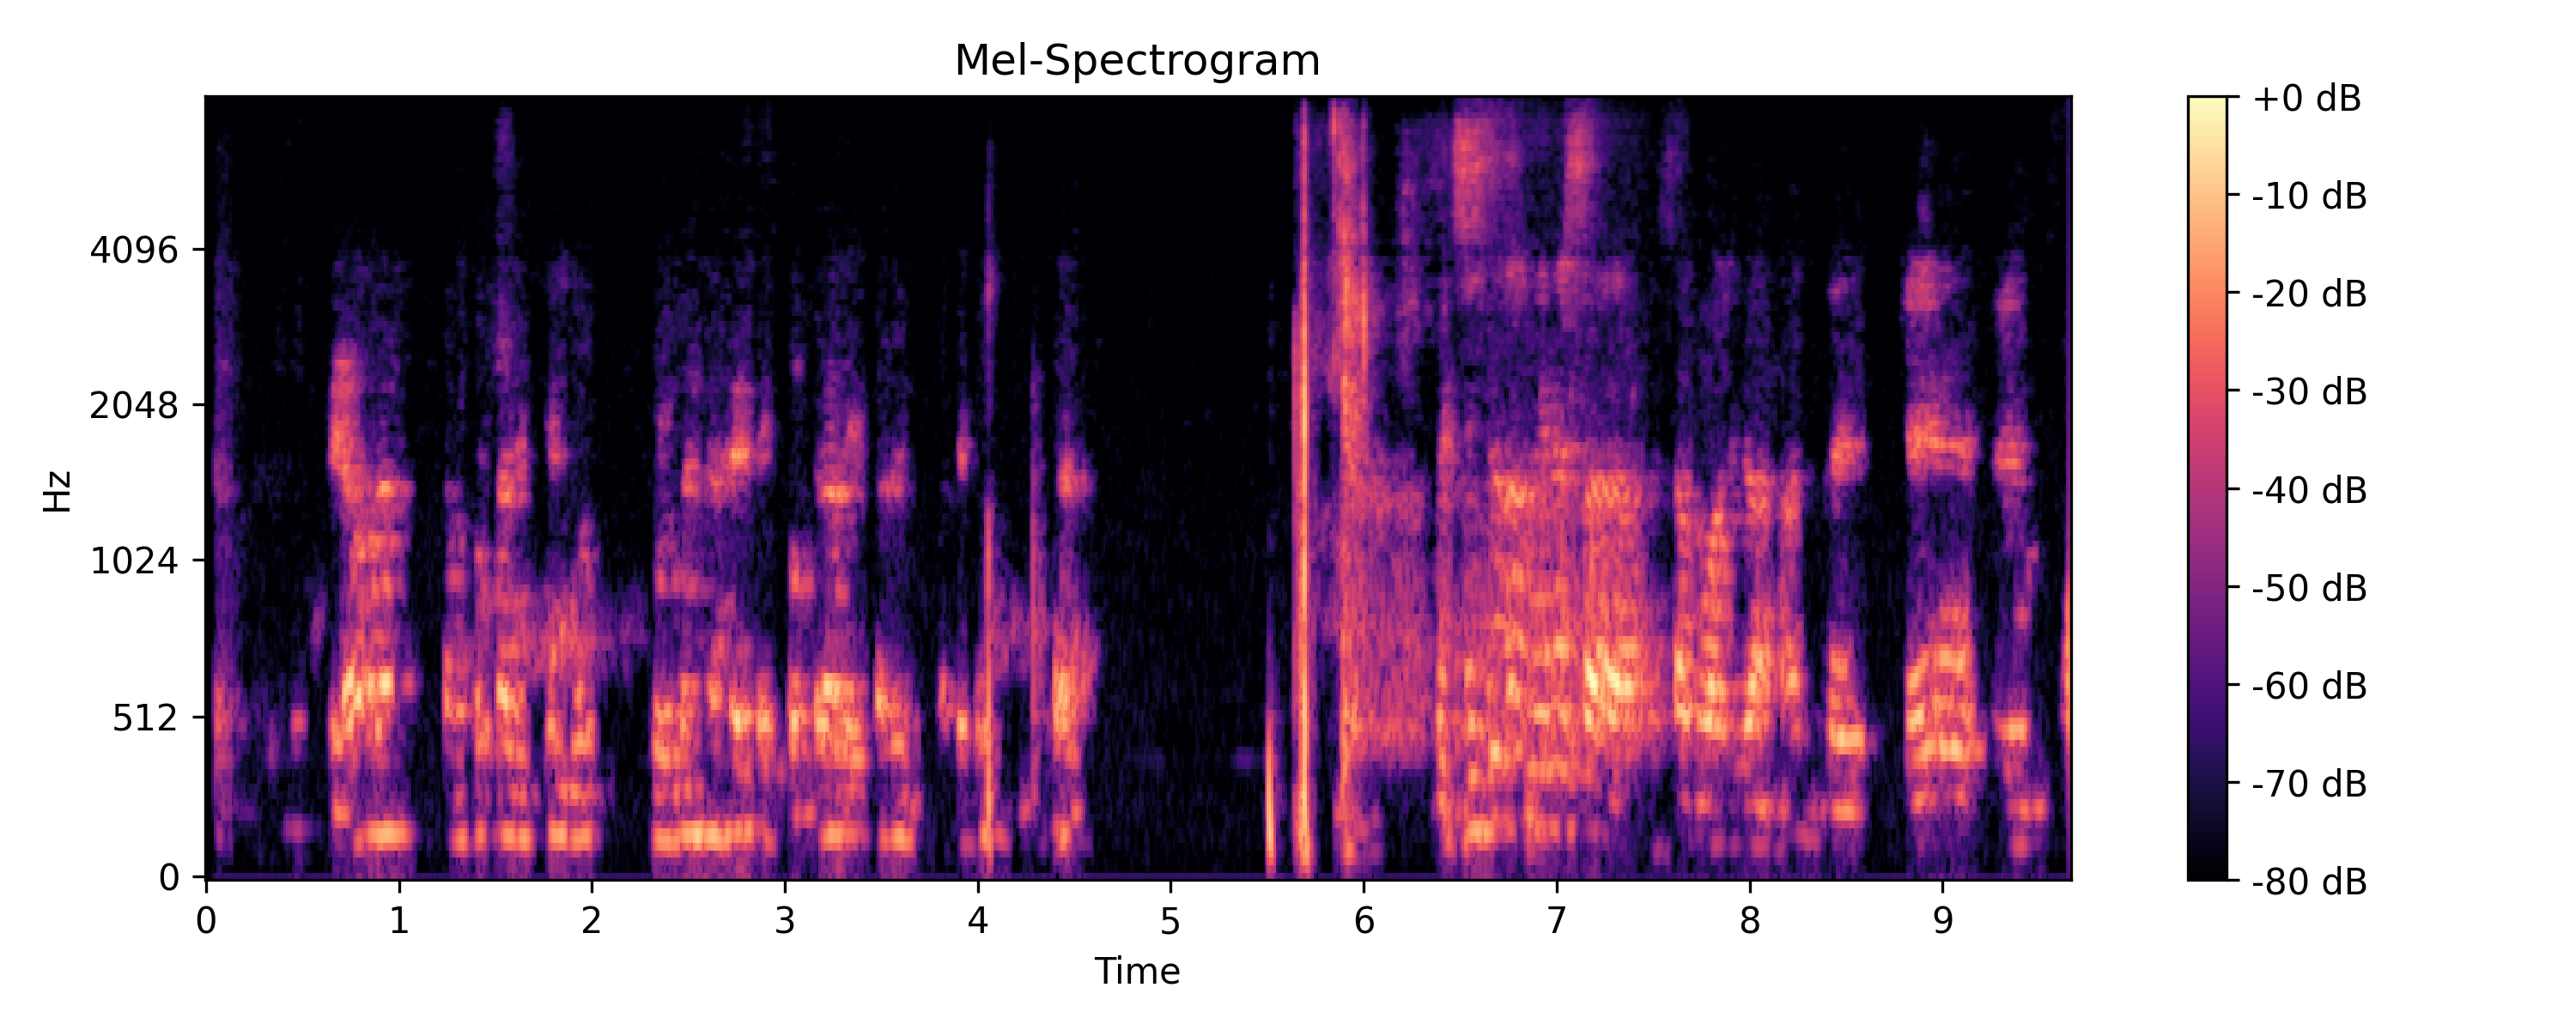 Mel-Spectrogram
+0 dB
-10 dB
-20 dB
-30 dB
-40 dB
-50 dB
-60 dB
-70 dB
-80 dB
4096
2048
1024
512
0
Hz
0 1 2 3 4 5 6 7 8 9
Time